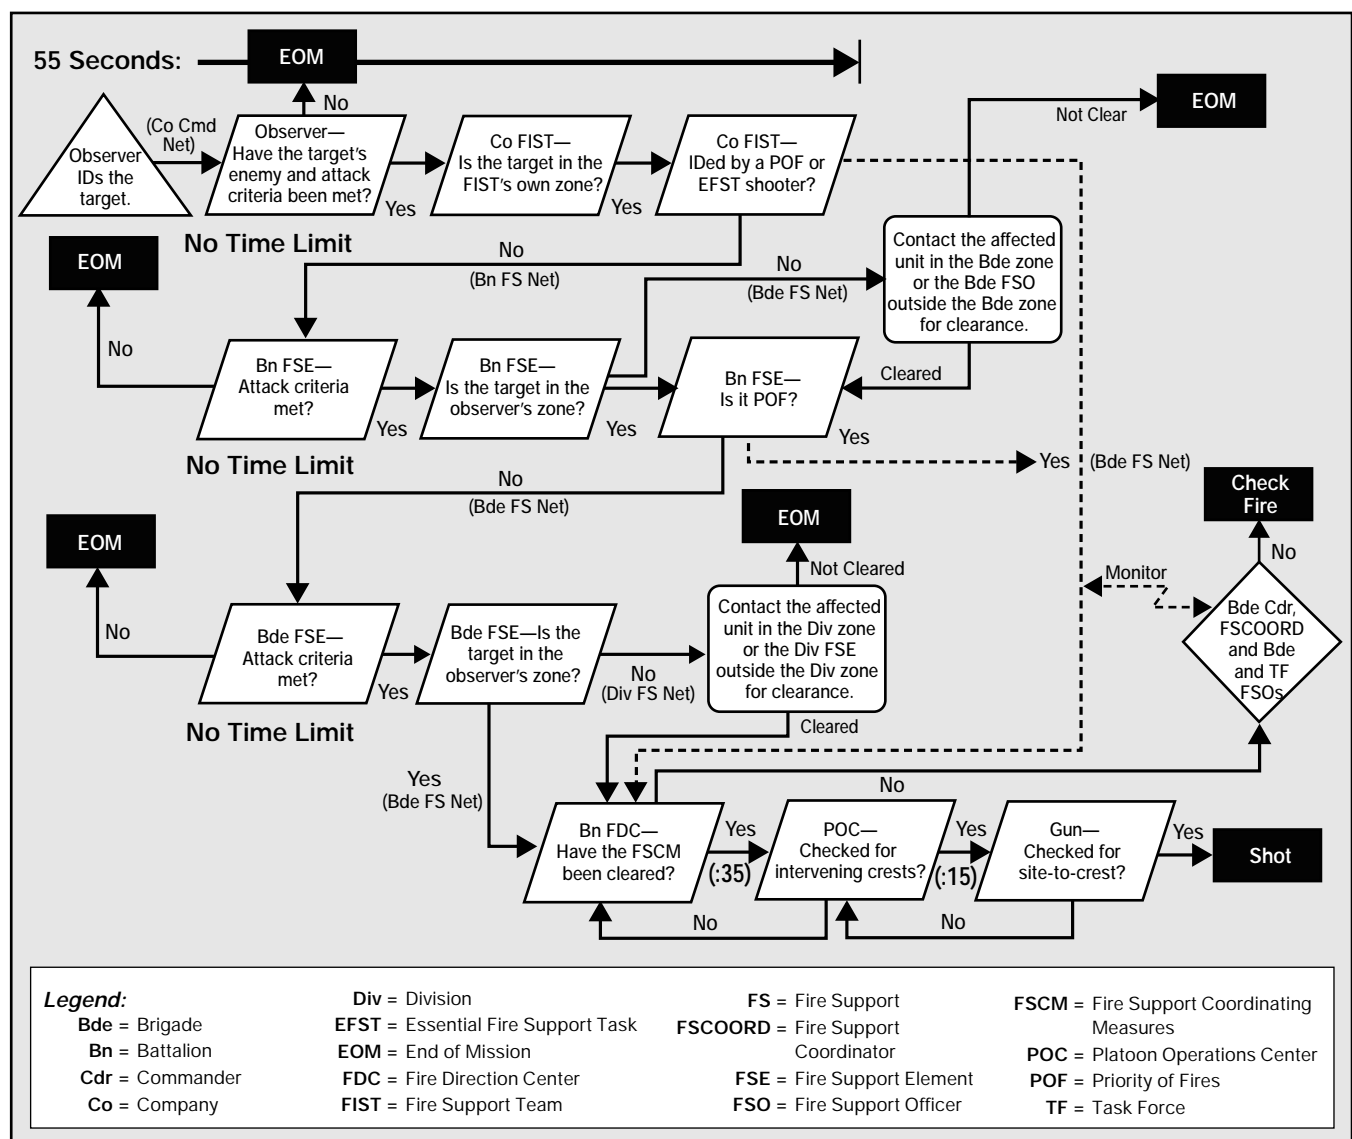 55 Seconds:
EOM
EOM
No
Not Clear
(Co Cmd
Net)
Observer
IDs the
target.
Observer—
Have the target's
enemy and attack
criteria been met?
Yes
Co FIST—
Is the target in the
FIST's own zone?
Yes
Co FIST—
IDed by a POF or
EFST shooter?
No Time Limit
No
(Bn FS Net)
No
(Bde FS Net)
Contact the affected
unit in the Bde zone
or the Bde FSO
outside the Bde zone
for clearance.
EOM
No
Bn FSE—
Attack criteria
met?
Yes
Bn FSE—
Is the target in the
observer's zone?
Yes
Bn FSE—
Is it POF?
Cleared
Yes
Yes
(Bde FS Net)
No Time Limit
No
(Bde FS Net)
EOM
No
EOM
Not Cleared
Check
Fire
No
Monitor
Bde Cdr,
FSCOORD
and Bde
and TF
FSOs
Bde FSE—
Attack criteria
met?
Yes
Bde FSE—Is the
target in the
observer's zone?
No
(Div FS Net)
Contact the affected
unit in the Div zone
or the Div FSE
outside the Div zone
for clearance.
Cleared
No Time Limit
Yes
(Bde FS Net)
No
Bn FDC—
Have the FSCM
been cleared?
Yes
(:35)
POC—
Checked for
intervening crests?
Yes
(:15)
Gun—
Checked for
site-to-crest?
Yes
Shot
No
No
Legend:
Bde = Brigade
Bn = Battalion
Cdr = Commander
Co = Company
Div = Division
EFST = Essential Fire Support Task
EOM = End of Mission
FDC = Fire Direction Center
FIST = Fire Support Team
FS = Fire Support
FSCOORD = Fire Support
Coordinator
FSE = Fire Support Element
FSO = Fire Support Officer
FSCM = Fire Support Coordinating
Measures
POC = Platoon Operations Center
POF = Priority of Fires
TF = Task Force